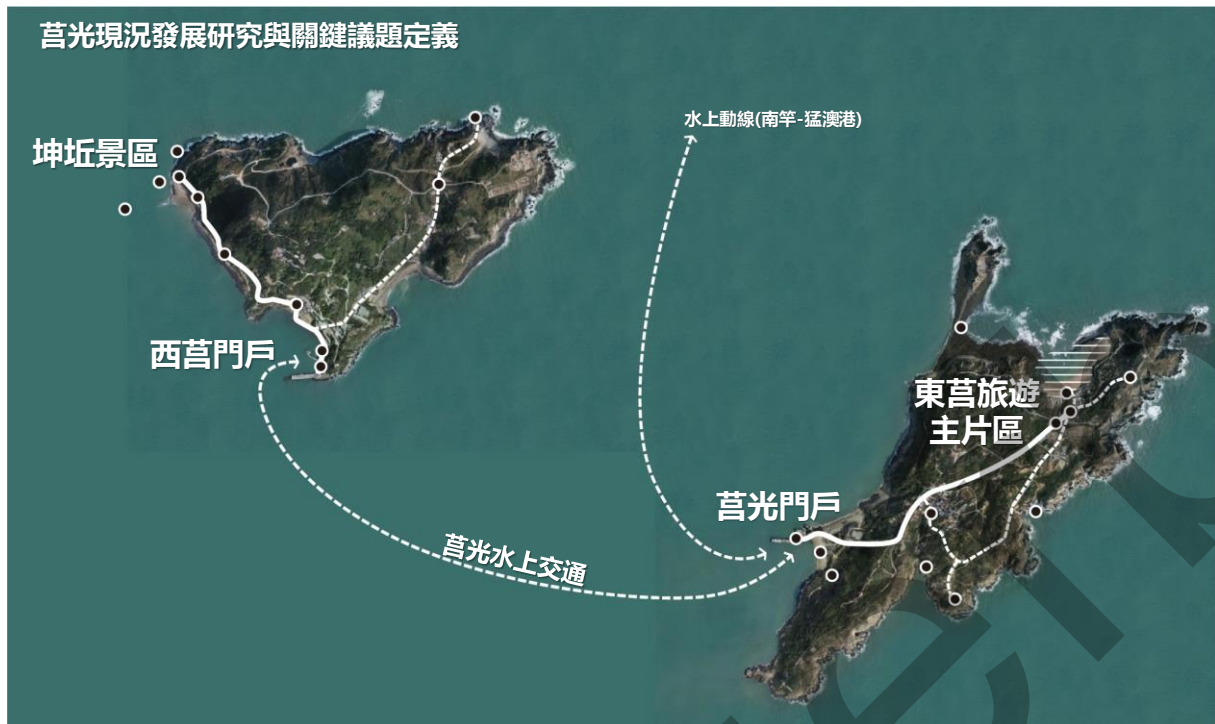 莒光現況發展研究與關鍵議題定義
水上動線(南竿-猛澳港)
坤坵景區
西莒門戶
東莒旅遊
主片區
莒光門戶
莒光水上交通